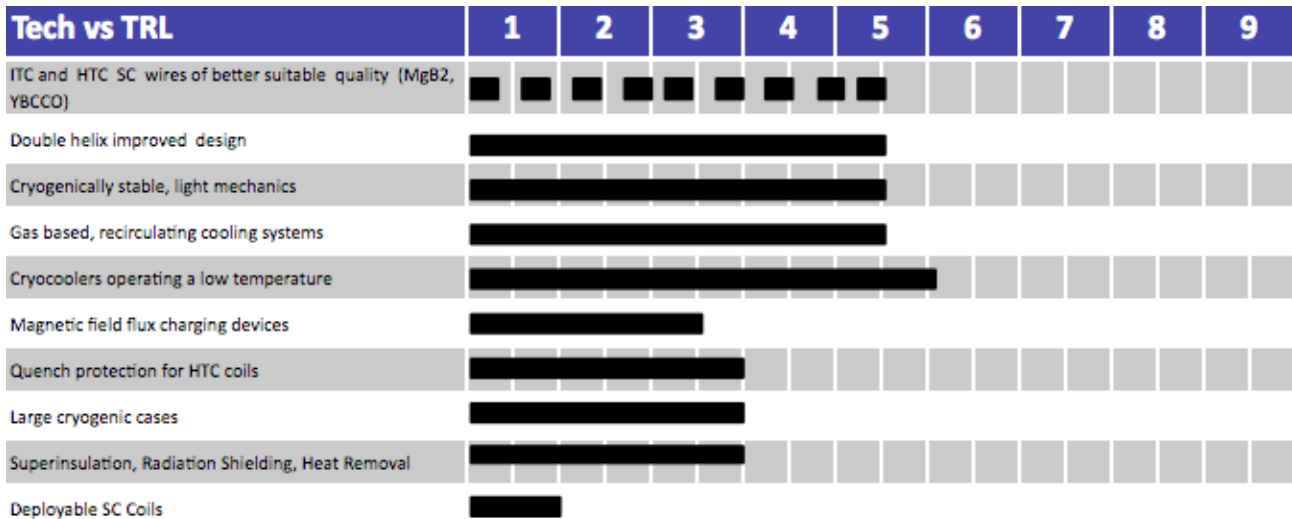 Tech vs TRL 1 2 3 4 5 6 7 8 9
ITC and HTC SC wires of better suitable quality (MgB2,
YBCCO)
Double helix improved design
Cryogenically stable, light mechanics
Gas based, recirculating cooling systems
Cryocoolers operating a low temperature
Magnetic field flux charging devices
Quench protection for HTC coils
Large cryogenic cases
Superinsulation, Radiation Shielding, Heat Removal
Deployable SC Coils